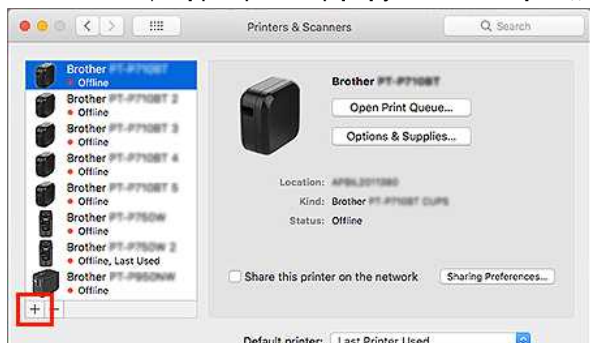 Printers & Scanners
Search
Brother
Offline
Brother
Offline
Brother
Offline
Brother
Offline
Brother
Offline
Brother
Offline
Brother
Offline, Last Used
Brother
Offline
+ -
Brother
Open Print Queue...
Options & Supplies...
Location:
Kind: Brother
Status: Offline
Share this printer on the network
Sharing Preferences...
Default printer: Last Printer Used